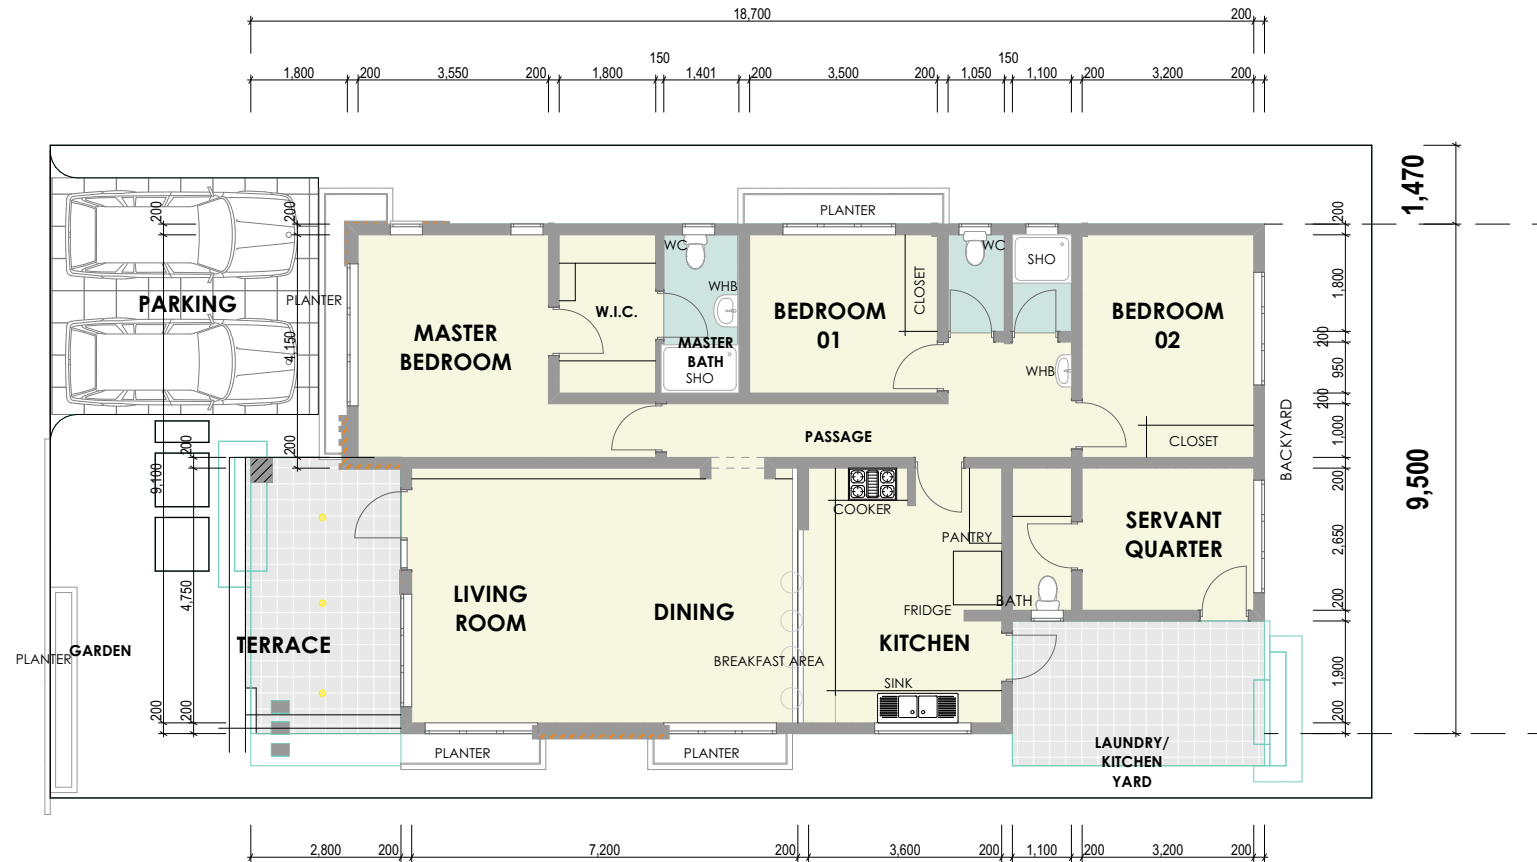 18,700
200
150
150
1,800
200
3,550
200
1,800
1,401
200
3,500
200
1,050
1,100
200
3,200
200
1,470
200
200
200
PLANTER
WC
WC
SHO
PARKING
PLANTER
WHB
CLOSET
W.I.C.
BEDROOM
01
BEDROOM
02
1,800
MASTER
BEDROOM
4,150
MASTER
BATH
SHO
WHB
200
950
200
BACKYARD
PASSAGE
CLOSET
1,000
200
200
9,100
200
9,500
COOKER
PANTRY
SERVANT
QUARTER
2,650
4,750
LIVING
ROOM
DINING
FRIDGE
BATH
200
TERRACE
KITCHEN
GARDEN
PLANTER
BREAKFAST AREA
SINK
1,900
200
200
200
PLANTER
PLANTER
LAUNDRY/
KITCHEN
YARD
2,800
200
7,200
200
3,600
200
1,100
200
3,200
200